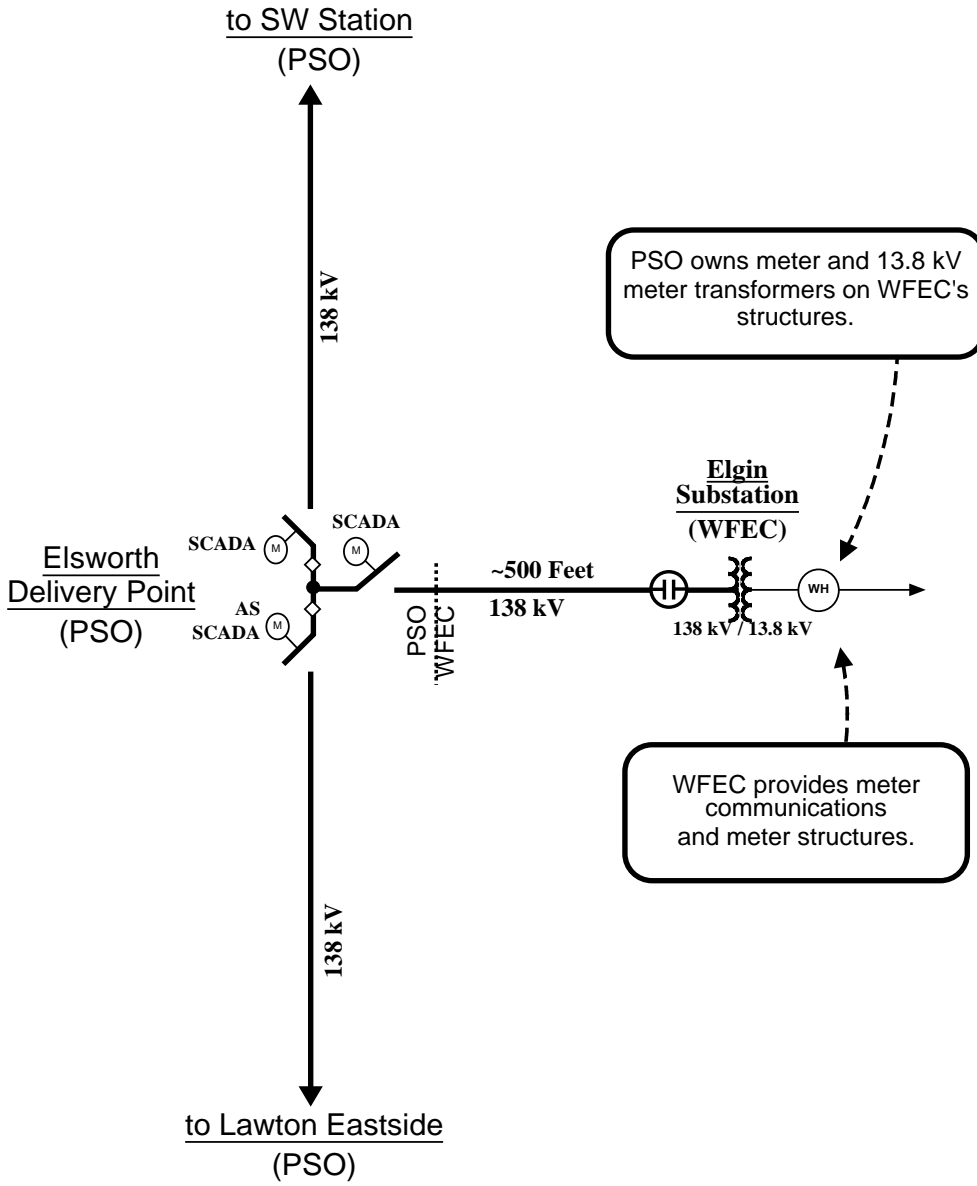 to SW Station
(PSO)
138 kV
PSO owns meter and 13.8 kV
meter transformers on WFEC's
structures.
Elgin
Substation
(WFEC)
SCADA
SCADA
M
M
Elsworth
Delivery Point
(PSO)
AS
SCADA
M
~500 Feet
138 kV
PSO
WFEC
WH
138 kV / 13.8 kV
WFEC provides meter
communications
and meter structures.
138 kV
to Lawton Eastside
(PSO)